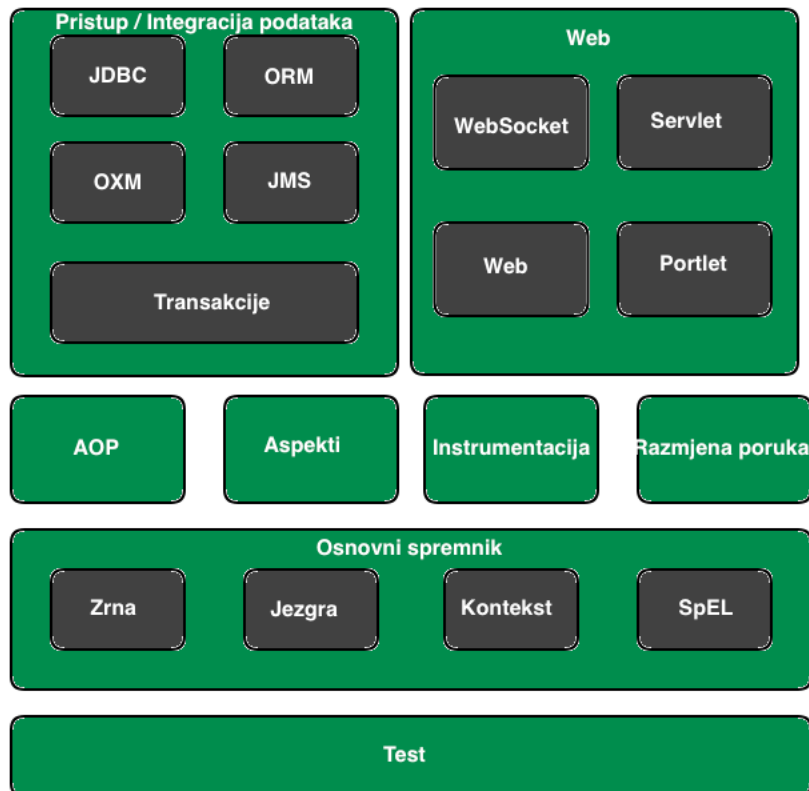 Pristup / Integracija podataka
JDBC
ORM
OXM
JMS
Transakcije
Web
WebSocket
Servlet
Web
Portlet
AOP
Aspekti
Instrumentacija
Razmjena poruka
Osnovni spremnik
Zrna
Jezgra
Kontekst
SpEL
Test